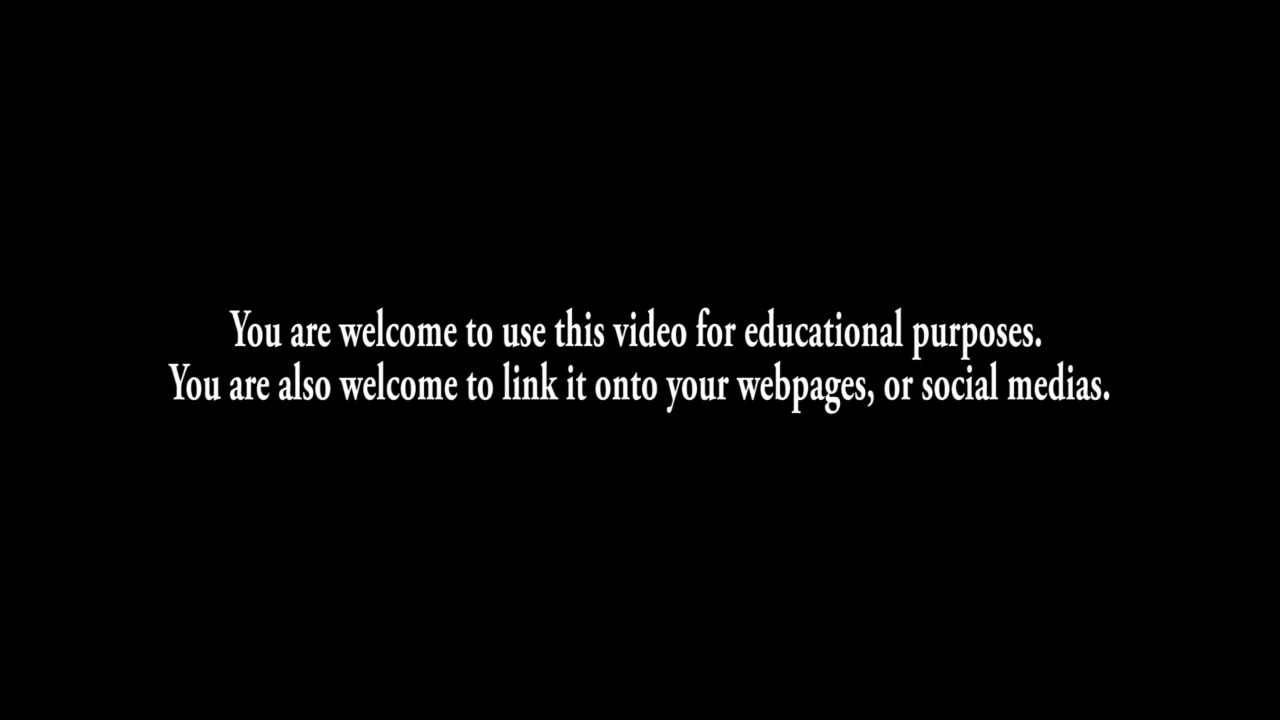 You are welcome to use this video for educational purposes.
You are also welcome to link it onto your webpages, or social medias.